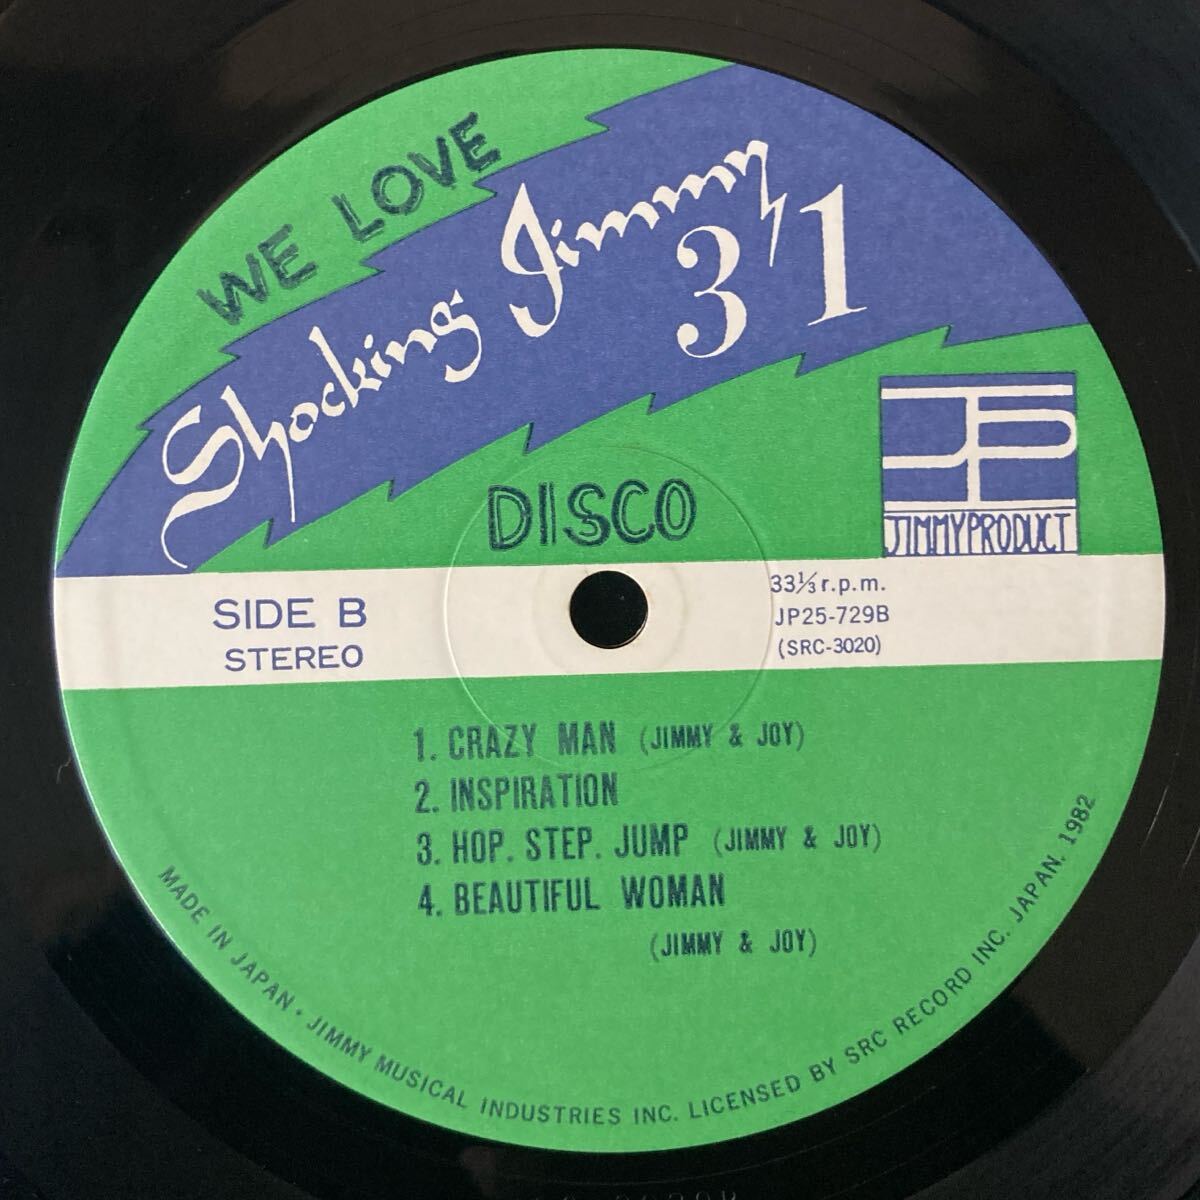 WE LOVE
Shocking Jimmy 3'1
DISCO
JP
JIMMYPRODUCT
SIDE B
STEREO
33⅓ r.p.m.
JP25-729B
(SRC-3020)
1. CRAZY MAN (JIMMY & JOY)
2. INSPIRATION
3. HOP. STEP. JUMP (JIMMY & JOY)
4. BEAUTIFUL WOMAN
(JIMMY & JOY)
MADE IN JAPAN • JIMMY MUSICAL INDUSTRIES INC. LICENSED BY SRC RECORD INC. JAPAN. 1982